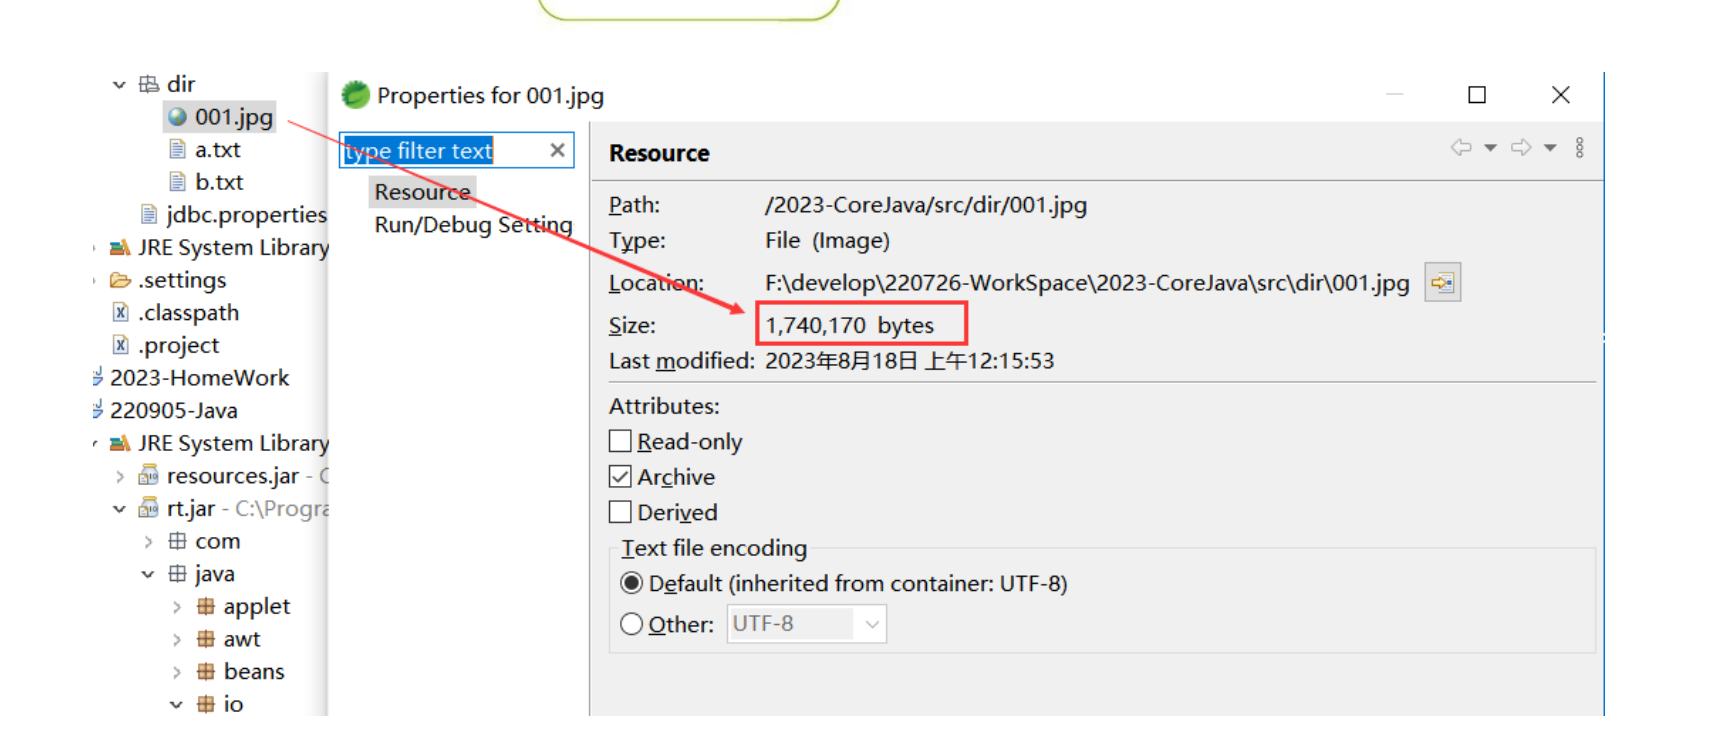 dir
001.jpg
a.txt
b.txt
jdbc.properties
JRE System Library
.settings
.classpath
.project
2023-HomeWork
220905-Java
JRE System Library
resources.jar - C
rt.jar - C:\Progra
com
java
applet
awt
beans
io
Properties for 001.jpg
type filter text
Resource
Run/Debug Setting
Resource
Path: /2023-CoreJava/src/dir/001.jpg
Type: File (Image)
Location: F:\develop\220726-WorkSpace\2023-CoreJava\src\dir\001.jpg
Size: 1,740,170 bytes
Last modified: 2023年8月18日 上午12:15:53
Attributes:
Read-only
Archive
Derived
Text file encoding
Default (inherited from container: UTF-8)
Other: UTF-8